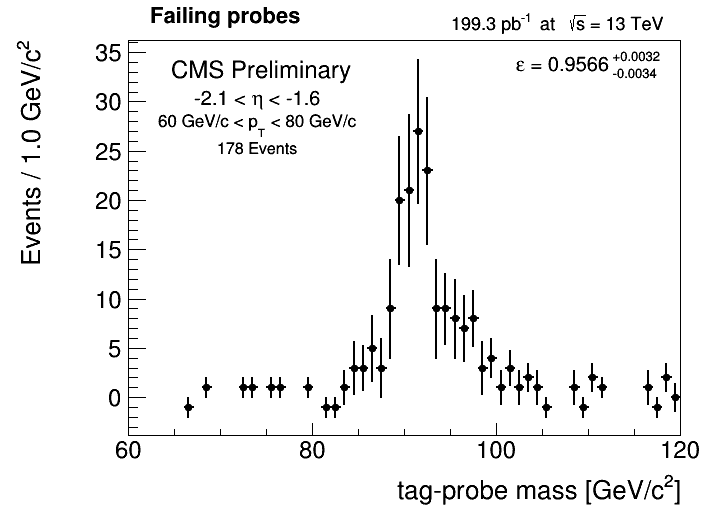 Failing probes
199.3 pb⁻¹ at √s = 13 TeV
CMS Preliminary
-2.1 < η < -1.6
60 GeV/c < p_T < 80 GeV/c
178 Events
ε = 0.9566 +0.0032 -0.0034
Events / 1.0 GeV/c²
35
30
25
20
15
10
5
0
60 80 100 120
tag-probe mass [GeV/c²]